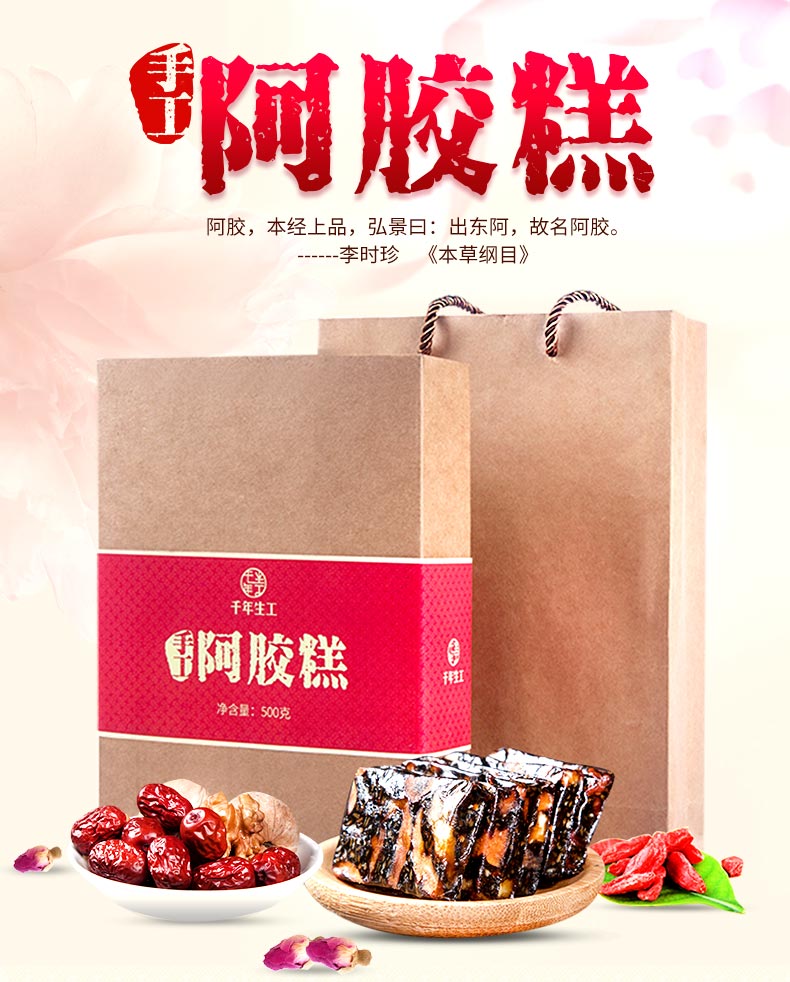 手工
阿胶糕
阿胶，本经上品，弘景曰：出东阿，故名阿胶。
------李时珍 《本草纲目》
千年生工
手工阿胶糕
净含量：500克
千年生工